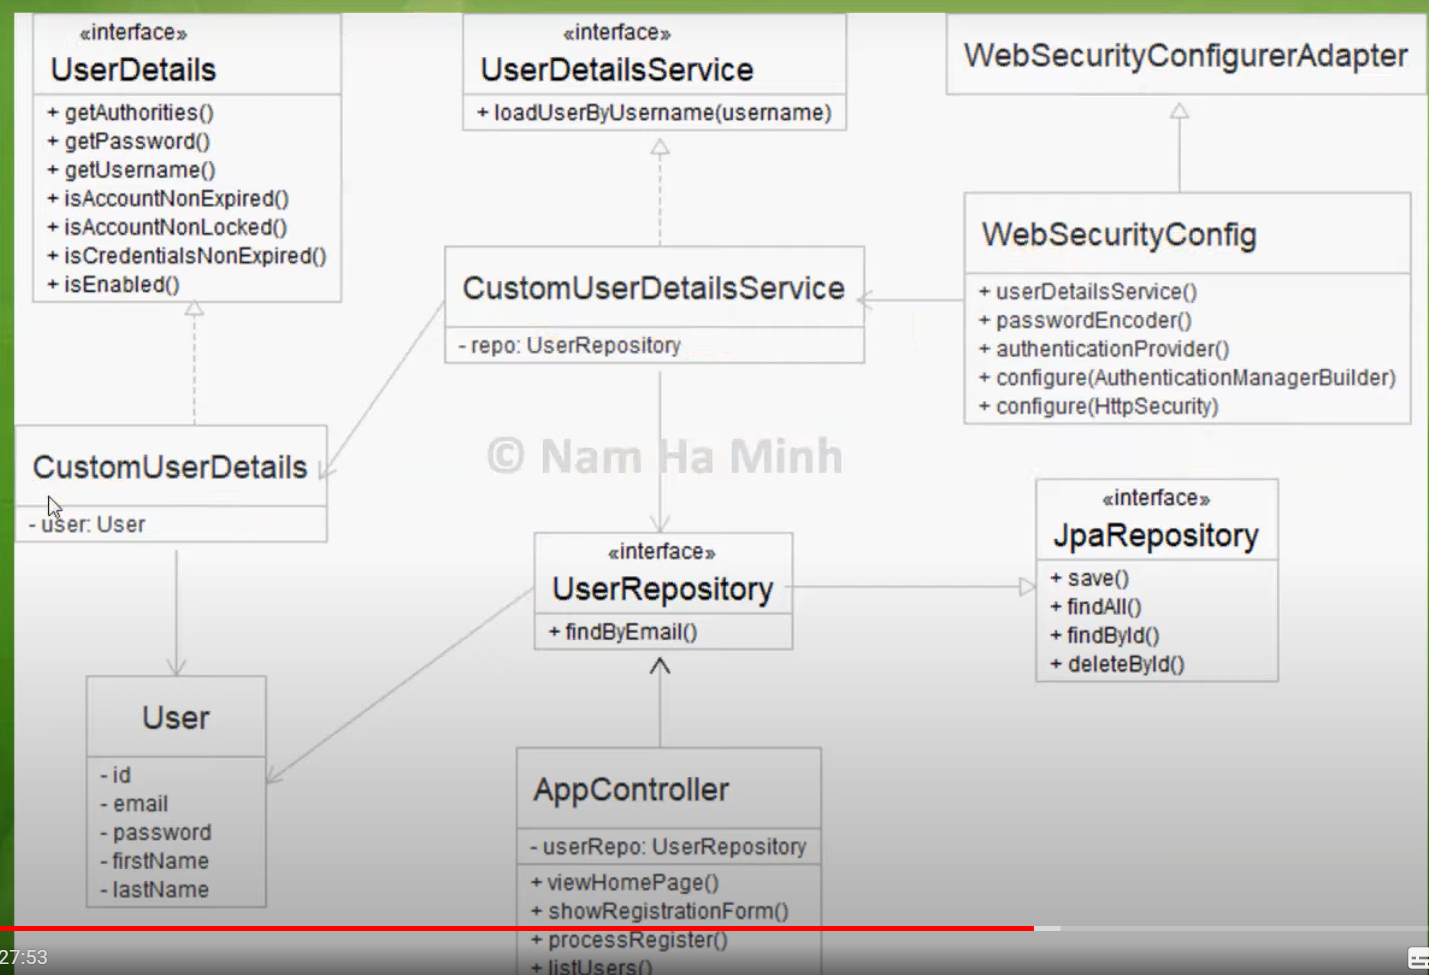 «interface»
UserDetails
+ getAuthorities()
+ getPassword()
+ getUsername()
+ isAccountNonExpired()
+ isAccountNonLocked()
+ isCredentialsNonExpired()
+ isEnabled()
«interface»
UserDetailsService
+ loadUserByUsername(username)
WebSecurityConfigurerAdapter
WebSecurityConfig
+ userDetailsService()
+ passwordEncoder()
+ authenticationProvider()
+ configure(AuthenticationManagerBuilder)
+ configure(HttpSecurity)
CustomUserDetailsService
- repo: UserRepository
CustomUserDetails
- user: User
© Nam Ha Minh
«interface»
UserRepository
+ findByEmail()
«interface»
JpaRepository
+ save()
+ findAll()
+ findById()
+ deleteById()
User
- id
- email
- password
- firstName
- lastName
AppController
- userRepo: UserRepository
+ viewHomePage()
+ showRegistrationForm()
+ processRegister()
+ listUsers()
27:53